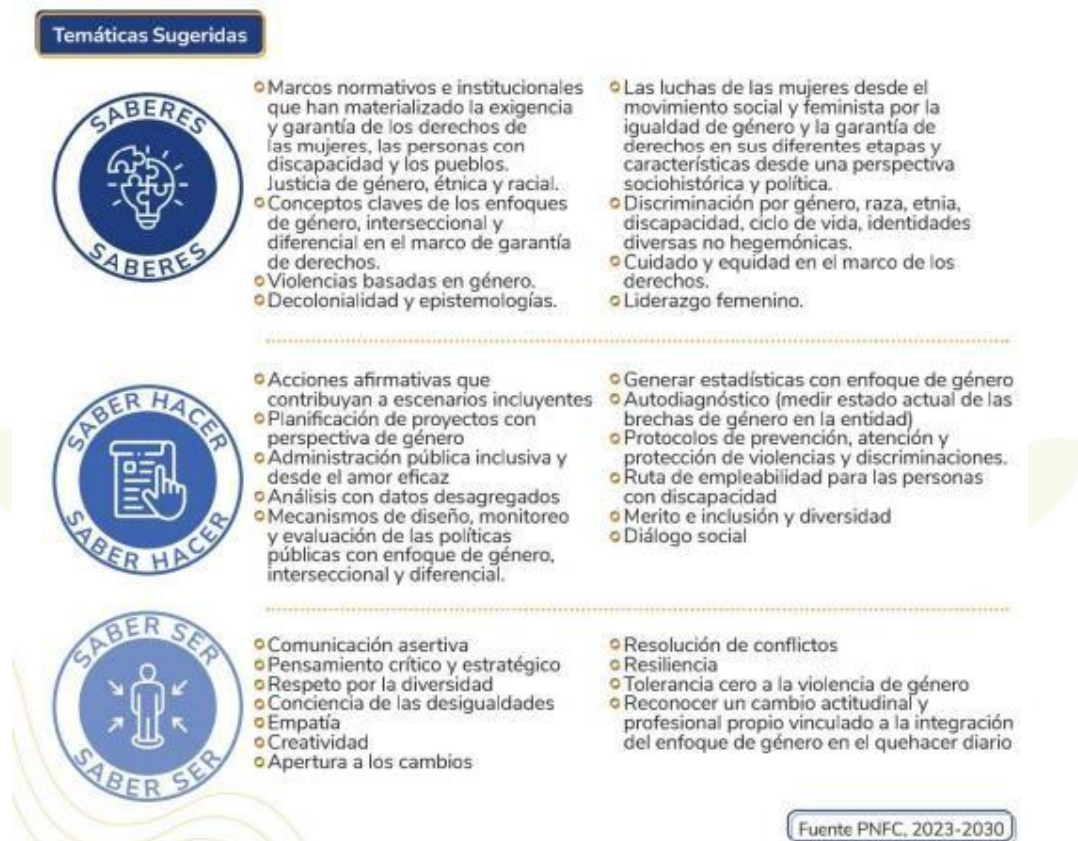 Temáticas Sugeridas
SABERES
SABERES
Marcos normativos e institucionales
que han materializado la exigencia
y garantía de los derechos de
las mujeres, las personas con
discapacidad y los pueblos.
Justicia de género, étnica y racial.
Conceptos claves de los enfoques
de género, interseccional y
diferencial en el marco de garantía
de derechos.
Violencias basadas en género.
Decolonialidad y epistemologías.
Las luchas de las mujeres desde el
movimiento social y feminista por la
igualdad de género y la garantía de
derechos en sus diferentes etapas y
características desde una perspectiva
sociohistórica y política.
Discriminación por género, raza, etnia,
discapacidad, ciclo de vida, identidades
diversas no hegemónicas.
Cuidado y equidad en el marco de los
derechos.
Liderazgo femenino.
SABER HACER
SABER HACER
Acciones afirmativas que
contribuyan a escenarios incluyentes
Planificación de proyectos con
perspectiva de género
Administración pública inclusiva y
desde el amor eficaz
Análisis con datos desagregados
Mecanismos de diseño, monitoreo
y evaluación de las políticas
públicas con enfoque de género,
interseccional y diferencial.
Generar estadísticas con enfoque de género
Autodiagnóstico (medir estado actual de las
brechas de género en la entidad)
Protocolos de prevención, atención y
protección de violencias y discriminaciones.
Ruta de empleabilidad para las personas
con discapacidad
Merito e inclusión y diversidad
Diálogo social
SABER SER
SABER SER
Comunicación asertiva
Pensamiento crítico y estratégico
Respeto por la diversidad
Conciencia de las desigualdades
Empatía
Creatividad
Apertura a los cambios
Resolución de conflictos
Resiliencia
Tolerancia cero a la violencia de género
Reconocer un cambio actitudinal y
profesional propio vinculado a la integración
del enfoque de género en el quehacer diario
Fuente PNFC, 2023-2030